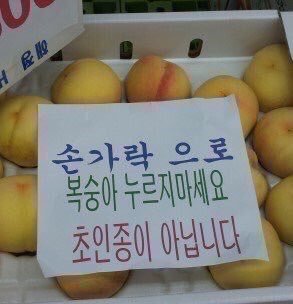 손가락 으로
복숭아 누르지마세요
초인종이 아닙니다